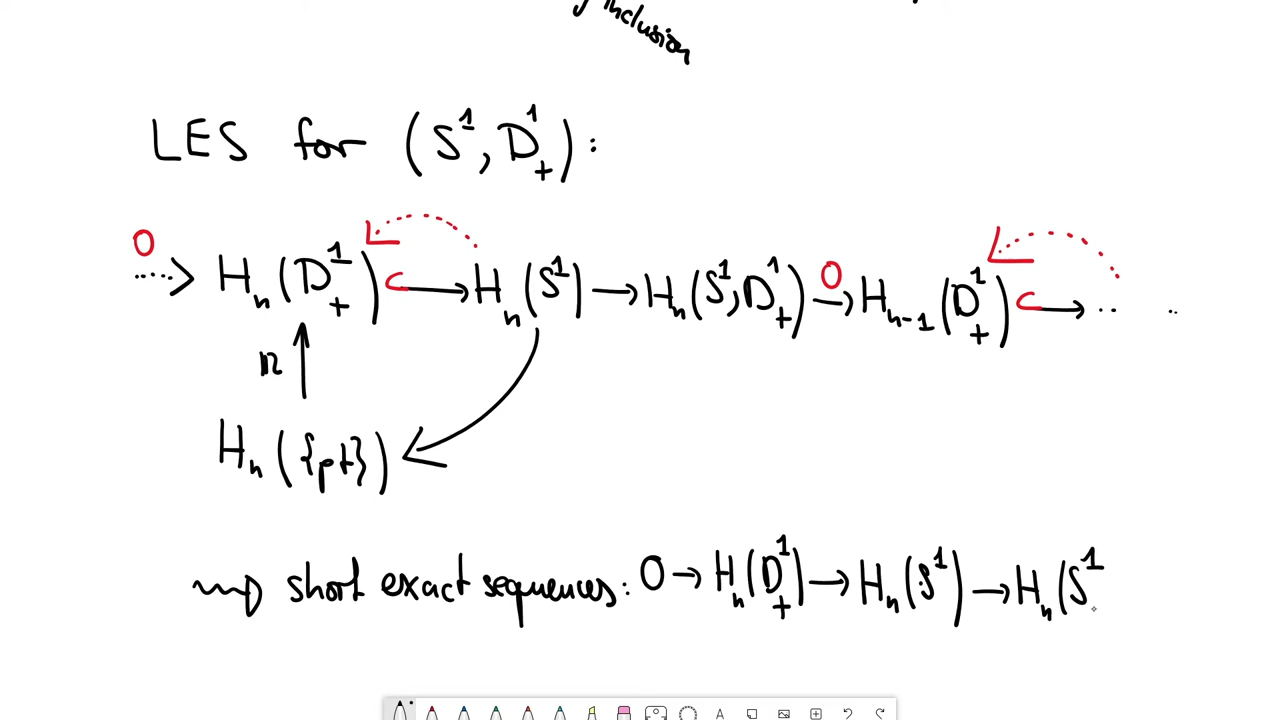 by inclusion
LES for (S¹, D¹₊):
0 0
····> Hₙ(D¹₊) ⟶ Hₙ(S¹) ⟶ Hₙ(S¹, D¹₊) ⟶ Hₙ₋₁(D¹₊) ⟶ ·· ··
Hₙ({pt})
short exact sequences: 0 → Hₙ(D¹₊) ⟶ Hₙ(S¹) ⟶ Hₙ(S¹